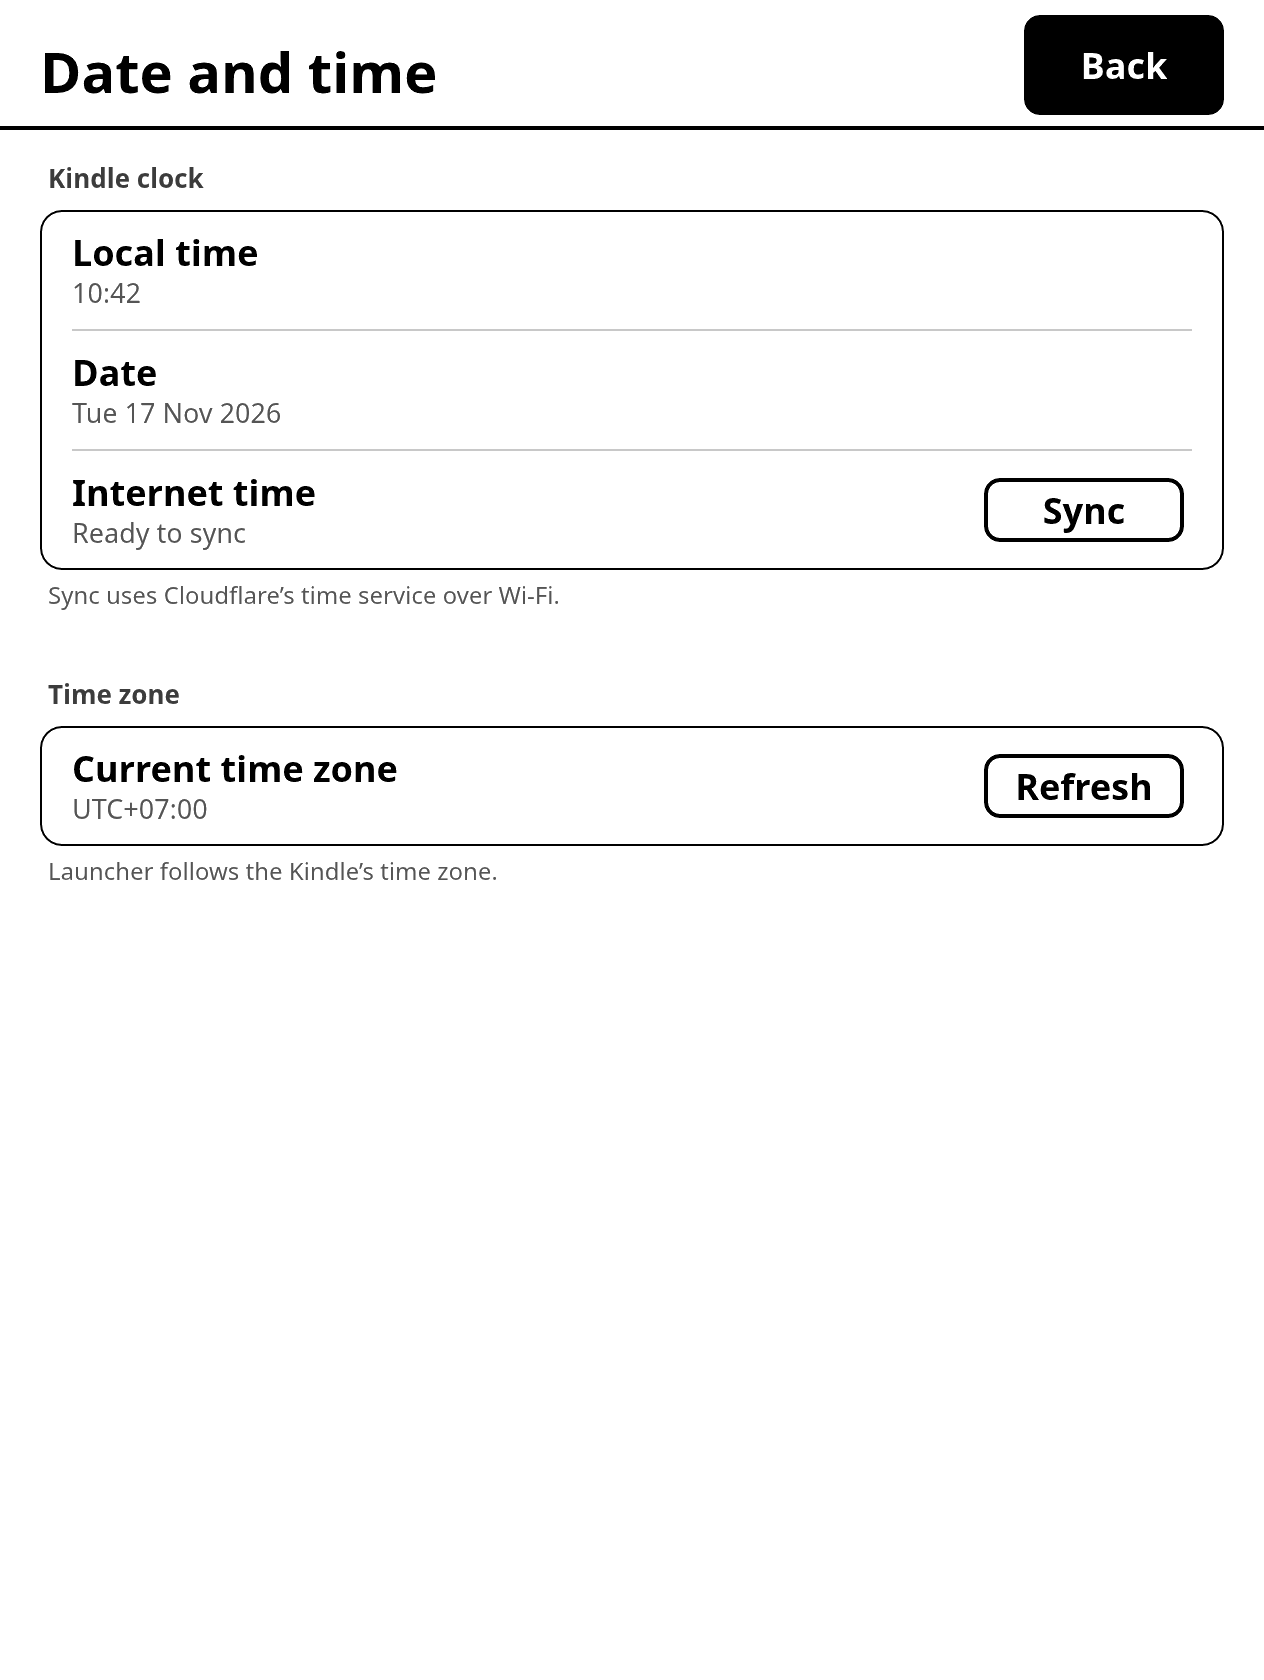 Date and time
Back
Kindle clock
Local time
10:42
Date
Tue 17 Nov 2026
Internet time
Ready to sync
Sync
Sync uses Cloudflare’s time service over Wi-Fi.
Time zone
Current time zone
UTC+07:00
Refresh
Launcher follows the Kindle’s time zone.